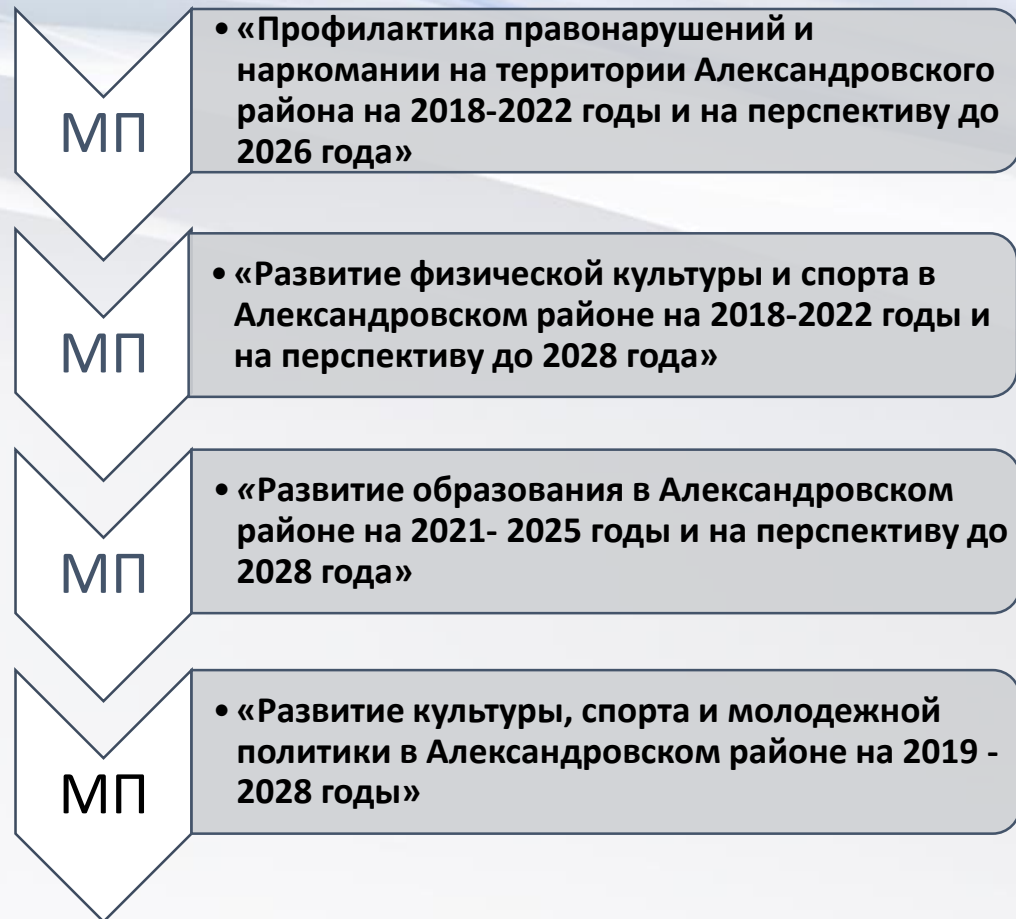 МП
• «Профилактика правонарушений и
наркомании на территории Александровского
района на 2018-2022 годы и на перспективу до
2026 года»
МП
• «Развитие физической культуры и спорта в
Александровском районе на 2018-2022 годы и
на перспективу до 2028 года»
МП
• «Развитие образования в Александровском
районе на 2021- 2025 годы и на перспективу до
2028 года»
МП
• «Развитие культуры, спорта и молодежной
политики в Александровском районе на 2019 -
2028 годы»